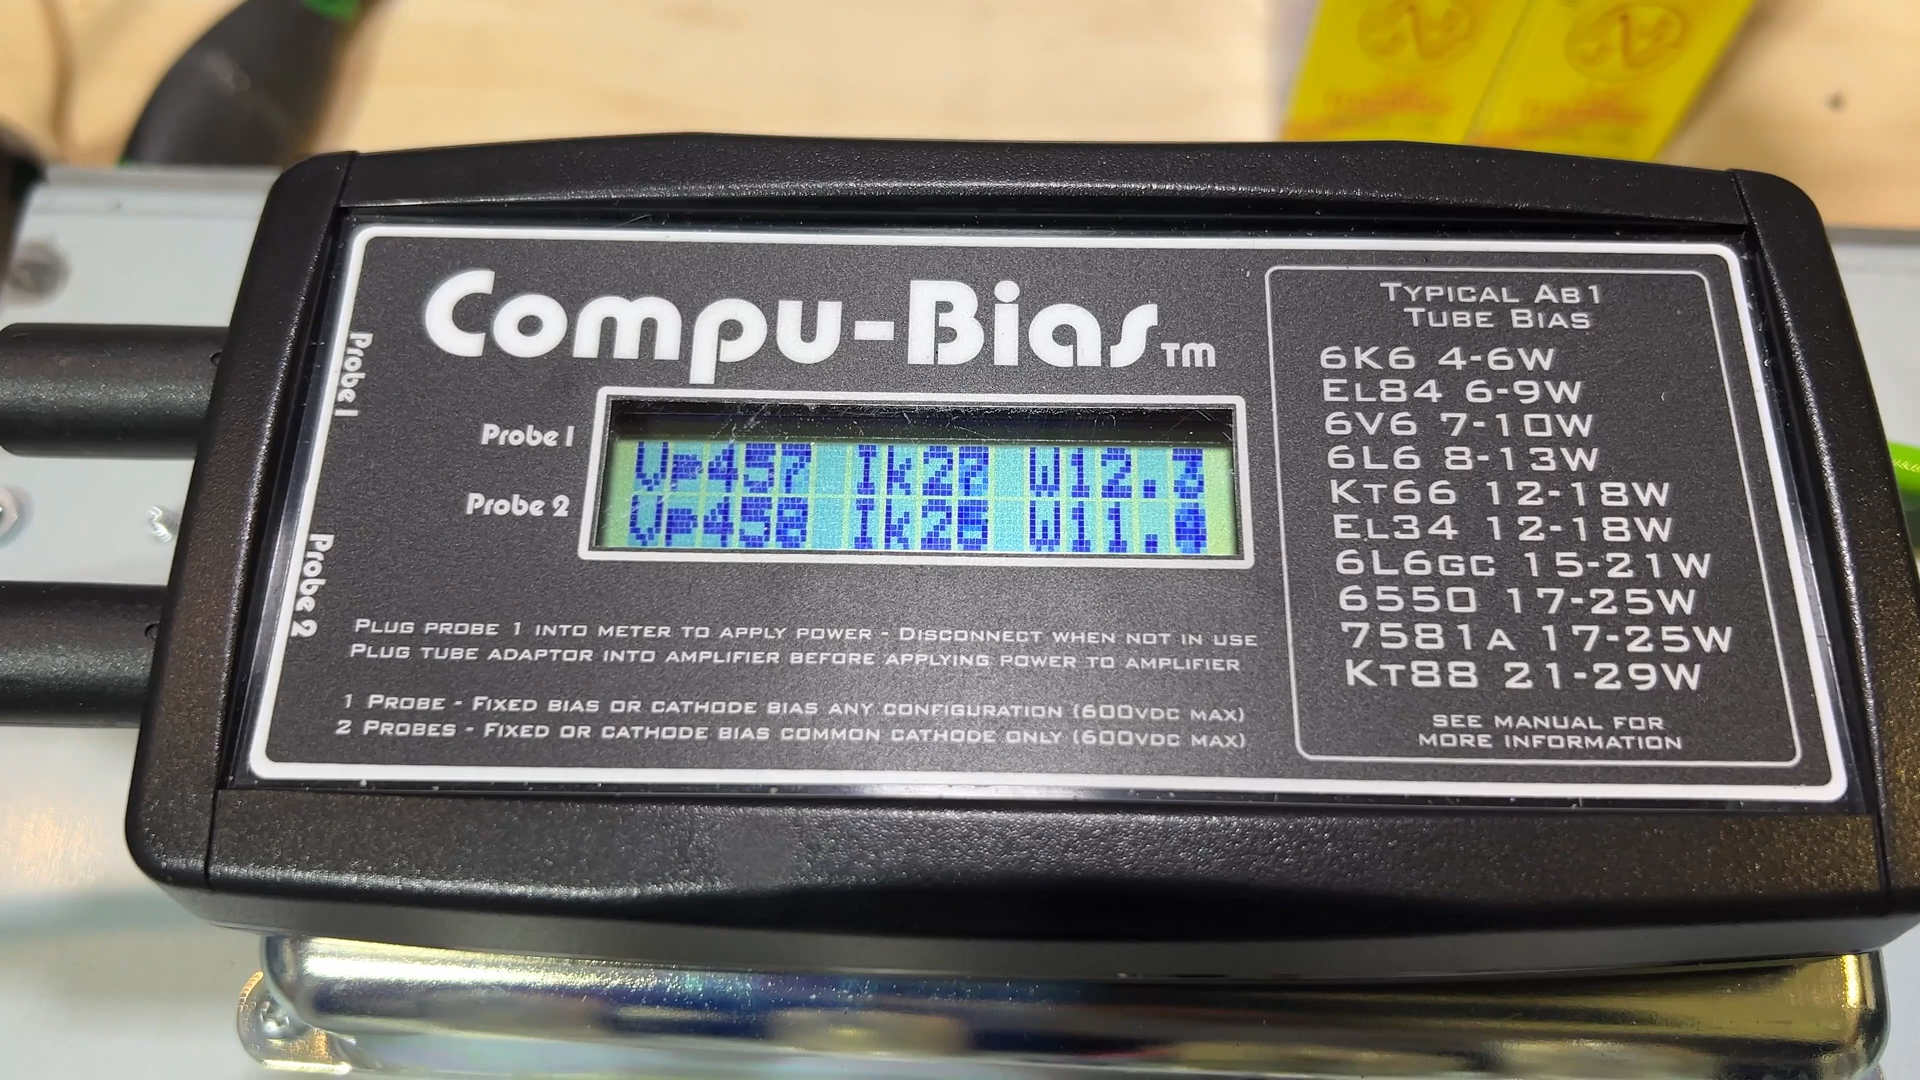 Compu-Bias TM
Probe 1
Probe 2
Probe 1
Vp457 Ik27 W12.3
Probe 2
Vp458
PLUG PROBE 1 INTO METER TO APPLY POWER - DISCONNECT WHEN NOT IN USE
PLUG TUBE ADAPTOR INTO AMPLIFIER BEFORE APPLYING POWER TO AMPLIFIER
1 PROBE - FIXED BIAS OR CATHODE BIAS ANY CONFIGURATION (600VDC MAX)
2 PROBES - FIXED OR CATHODE BIAS COMMON CATHODE ONLY (600VDC MAX)
TYPICAL AB1
TUBE BIAS
6K6 4-6W
EL84 6-9W
6V6 7-10W
6L6 8-13W
KT66 12-18W
EL34 12-18W
6L6GC 15-21W
6550 17-25W
7581A 17-25W
KT88 21-29W
SEE MANUAL FOR
MORE INFORMATION